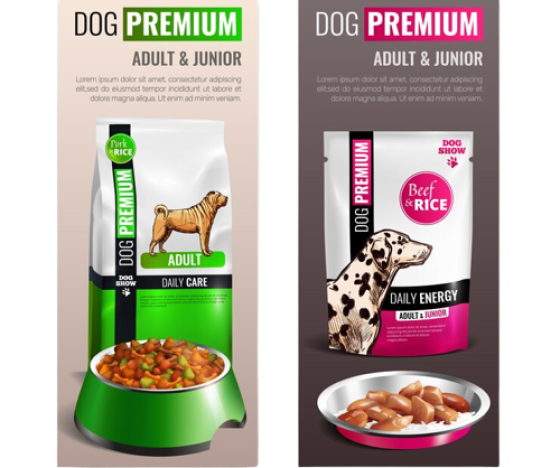 DOG PREMIUM
ADULT & JUNIOR
Lorem ipsum dolor sit amet, consectetur adipiscing
elit,sed do eiusmod tempor incididunt ut labore et
dolore magna aliqua. Ut enim ad minim veniam.
Pork
& RICE
DOG PREMIUM
ADULT
DOG
SHOW
DAILY CARE
DOG PREMIUM
ADULT & JUNIOR
Lorem ipsum dolor sit amet, consectetur adipiscing
elit,sed do eiusmod tempor incididunt ut labore et
dolore magna aliqua. Ut enim ad minim veniam.
DOG
SHOW
DOG PREMIUM
Beef
& RICE
DAILY ENERGY
ADULT & JUNIOR